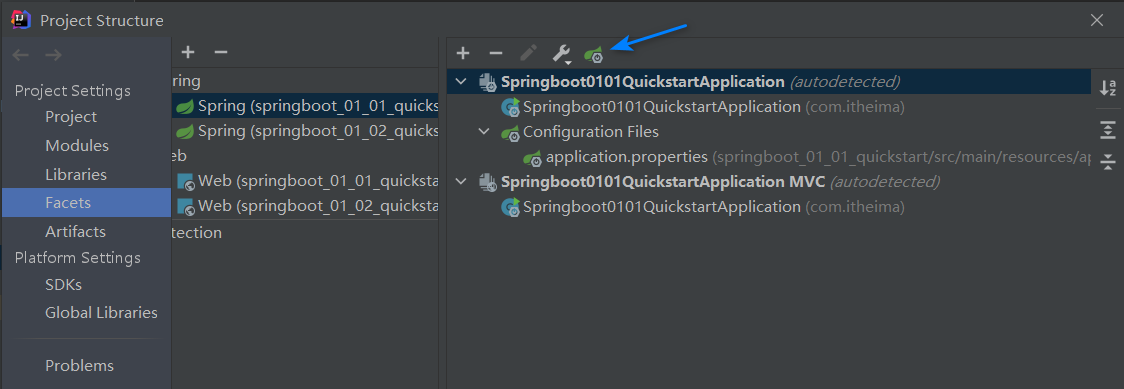 Project Structure
Project Settings
Project
Modules
Libraries
Facets
Artifacts
Platform Settings
SDKs
Global Libraries
Problems
ring
Spring (springboot_01_01_quicks
Spring (springboot_01_02_quicks
eb
Web (springboot_01_01_quicksta
Web (springboot_01_02_quicksta
tection
Springboot0101QuickstartApplication (autodetected)
Springboot0101QuickstartApplication (com.itheima)
Configuration Files
application.properties (springboot_01_01_quickstart/src/main/resources/ap
Springboot0101QuickstartApplication MVC (autodetected)
Springboot0101QuickstartApplication (com.itheima)